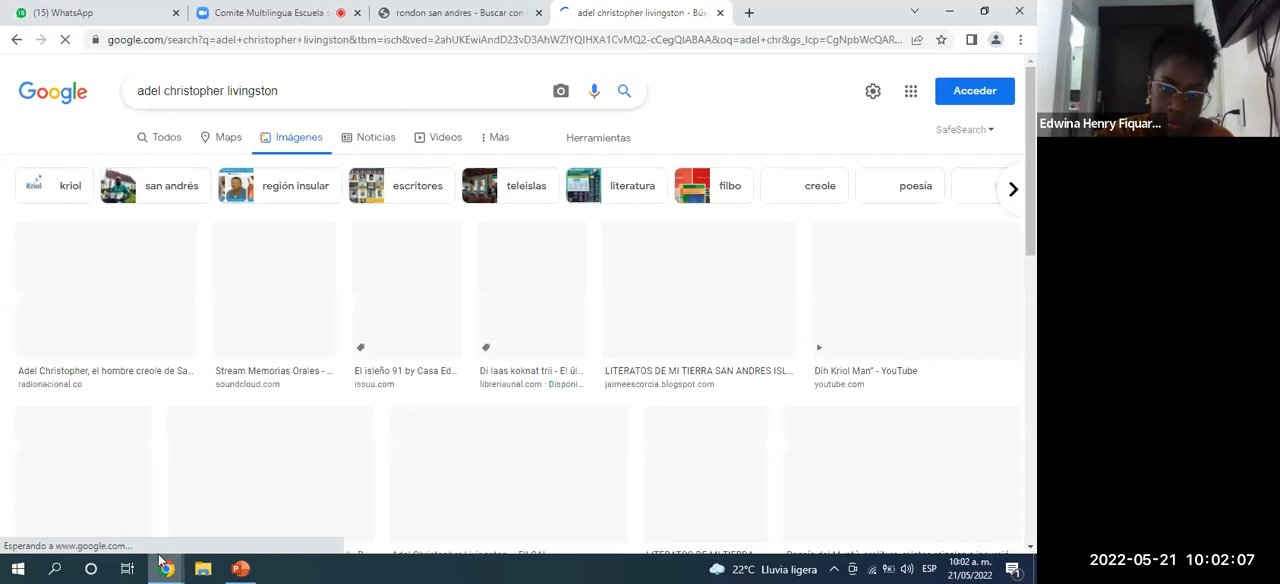 (15) WhatsApp
Comite Multilingua Escuela
rondon san andres - Buscar con
adel christopher livingston - Bús
google.com/search?q=adel+christopher+livingston&tbm=isch&ved=2ahUKEwiAndD23vD3AhWZIYQIHXA1CvMQ2-cCegQIABAA&oq=adel+chr&gs_lcp=CgNpbWcQAR...
Google
adel christopher livingston
Acceder
Todos
Maps
Imágenes
Noticias
Videos
Más
Herramientas
SafeSearch
Kriol
kriol
san andrés
región insular
escritores
teleislas
literatura
filbo
creole
poesía
Adel Christopher, el hombre creole de Sa...
radionacional.co
Stream Memorias Orales - ...
soundcloud.com
El isleño 91 by Casa Ed...
issuu.com
Di laas koknat trii - El úl...
libreriaunal.com · Disponi...
LITERATOS DE MI TIERRA SAN ANDRES ISL...
jaimeescorcia.blogspot.com
Dih Kriol Man" - YouTube
youtube.com
Esperando a www.google.com...
22°C Lluvia ligera
ESP
10:02 a. m.
21/05/2022
1
Edwina Henry Fiquar...
2022-05-21 10:02:07